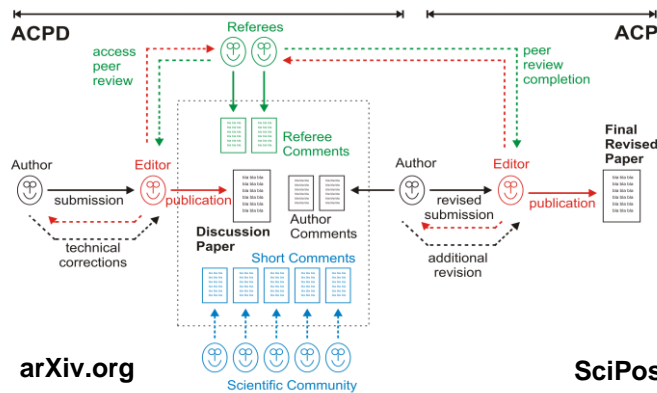 ACPD
ACP
Referees
access
peer
review
peer
review
completion
Referee
Comments
Final
Revised
Paper
Author
Editor
Author
Editor
submission
publication
revised
submission
publication
Discussion
Paper
Author
Comments
technical
corrections
additional
revision
Short Comments
arXiv.org
SciPos
Scientific Community